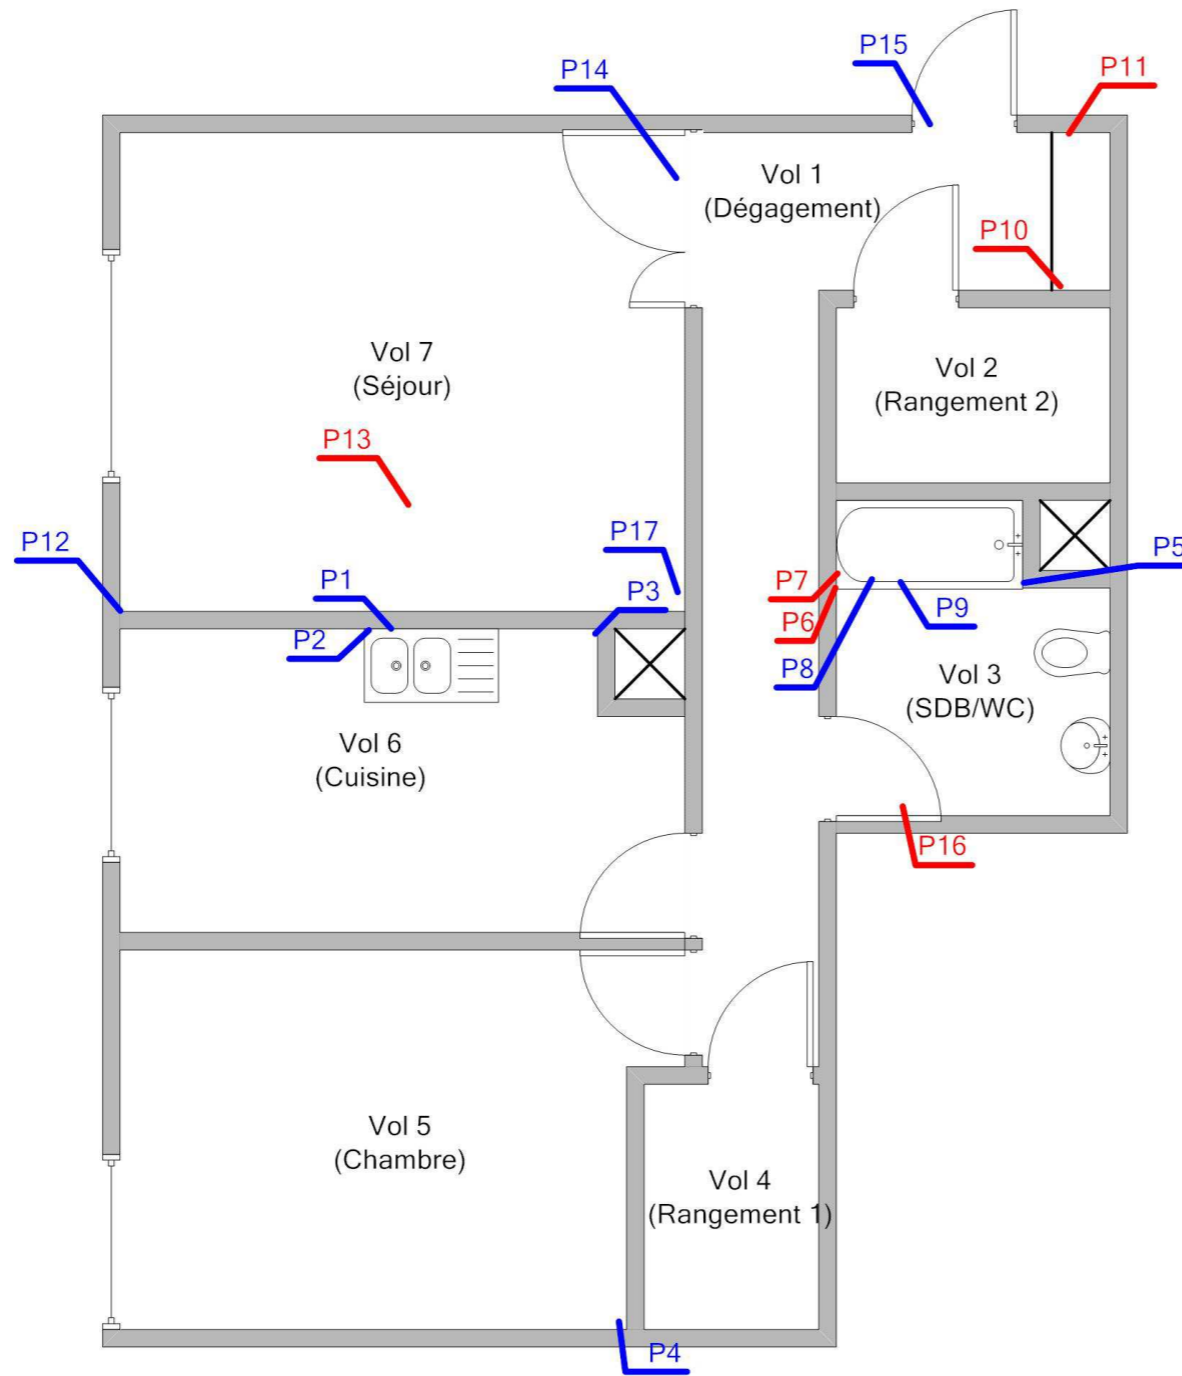 P15
P14
P11
Vol 1
(Dégagement)
P10
Vol 7
(Séjour)
Vol 2
(Rangement 2)
P13
P12
P17
P5
P1
P3
P7
P2
P6
P9
P8
Vol 3
(SDB/WC)
Vol 6
(Cuisine)
P16
Vol 5
(Chambre)
Vol 4
(Rangement 1)
P4